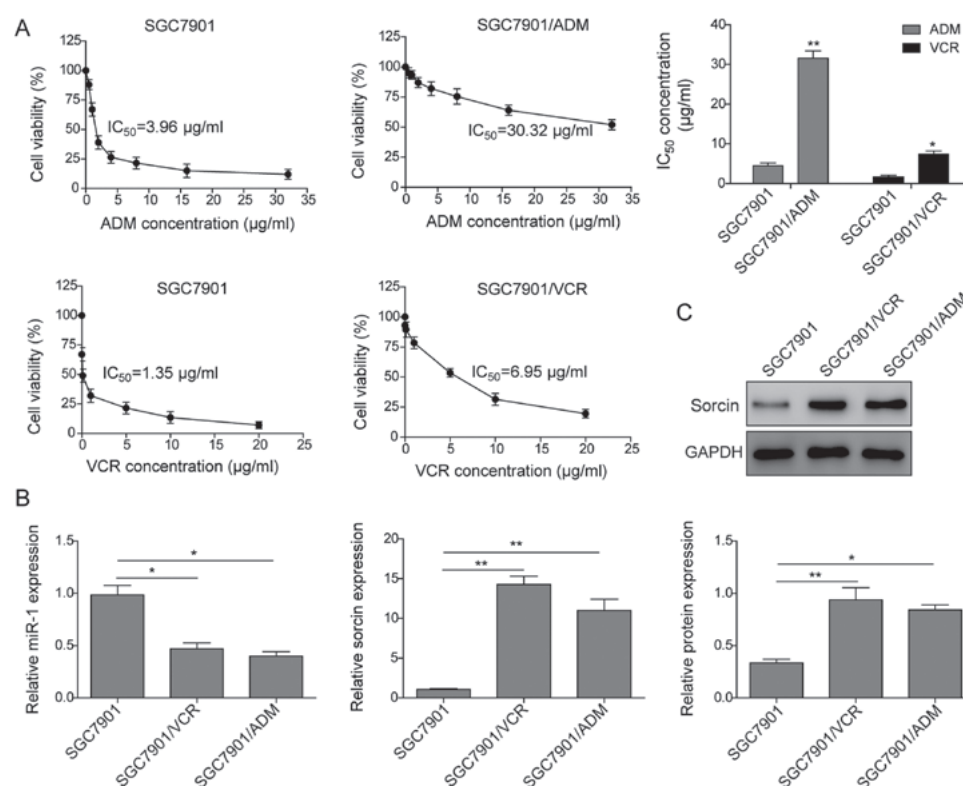 A
SGC7901
Cell viability (%)
125
100
75
50
25
0
IC50=3.96 µg/ml
0 5 10 15 20 25 30 35
ADM concentration (µg/ml)
SGC7901/ADM
Cell viability (%)
125
100
75
50
25
0
IC50=30.32 µg/ml
0 5 10 15 20 25 30 35
ADM concentration (µg/ml)
ADM
VCR
IC50 concentration
(µg/ml)
40
30
20
10
0
**
*
SGC7901
SGC7901/ADM
SGC7901
SGC7901/VCR
SGC7901
Cell viability (%)
125
100
75
50
25
0
IC50=1.35 µg/ml
0 5 10 15 20 25
VCR concentration (µg/ml)
SGC7901/VCR
Cell viability (%)
125
100
75
50
25
0
IC50=6.95 µg/ml
0 5 10 15 20 25
VCR concentration (µg/ml)
C
SGC7901
SGC7901/VCR
SGC7901/ADM
Sorcin
GAPDH
B
Relative miR-1 expression
1.5
1.0
0.5
0.0
*
*
SGC7901
SGC7901/VCR
SGC7901/ADM
Relative sorcin expression
20
15
10
5
0
**
**
SGC7901
SGC7901/VCR
SGC7901/ADM
Relative protein expression
1.5
1.0
0.5
0.0
*
**
SGC7901
SGC7901/VCR
SGC7901/ADM